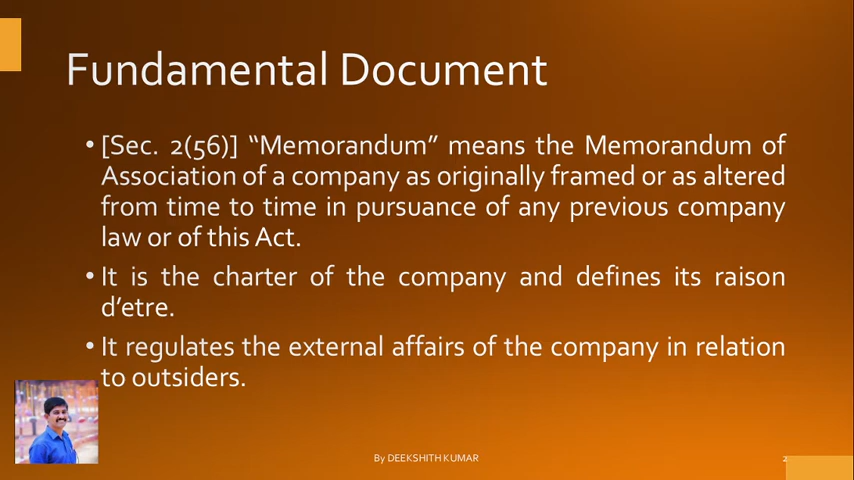 Fundamental Document
• [Sec. 2(56)] “Memorandum” means the Memorandum of
Association of a company as originally framed or as altered
from time to time in pursuance of any previous company
law or of this Act.
• It is the charter of the company and defines its raison
d’etre.
• It regulates the external affairs of the company in relation
to outsiders.
By DEEKSHITH KUMAR
2